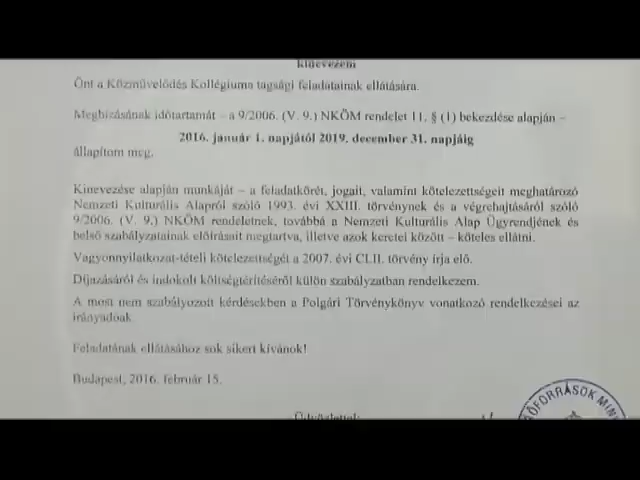 kinevezem
Önt a Közművelődés Kollégiuma tagsági feladatainak ellátására.
Megbízásának időtartamát – a 9/2006. (V. 9.) NKÖM rendelet 11. § (1) bekezdése alapján –
2016. január 1. napjától 2019. december 31. napjáig
állapítom meg.
Kinevezése alapján munkáját – a feladatkörét, jogait, valamint kötelezettségeit meghatározó
Nemzeti Kulturális Alapról szóló 1993. évi XXIII. törvénynek és a végrehajtásáról szóló
9/2006. (V. 9.) NKÖM rendeletnek, továbbá a Nemzeti Kulturális Alap Ügyrendjének és
belső szabályzatainak előírásait megtartva, illetve azok keretei között – köteles ellátni.
Vagyonnyilatkozat-tételi kötelezettségét a 2007. évi CLII. törvény írja elő.
Díjazásáról és indokolt költségtérítéséről külön szabályzatban rendelkezem.
A most nem szabályozott kérdésekben a Polgári Törvénykönyv vonatkozó rendelkezései az
irányadóak.
Feladatának ellátásához sok sikert kívánok!
Budapest, 2016. február 15.
Üdvözlettel:
ŐFORRÁSOK MIN